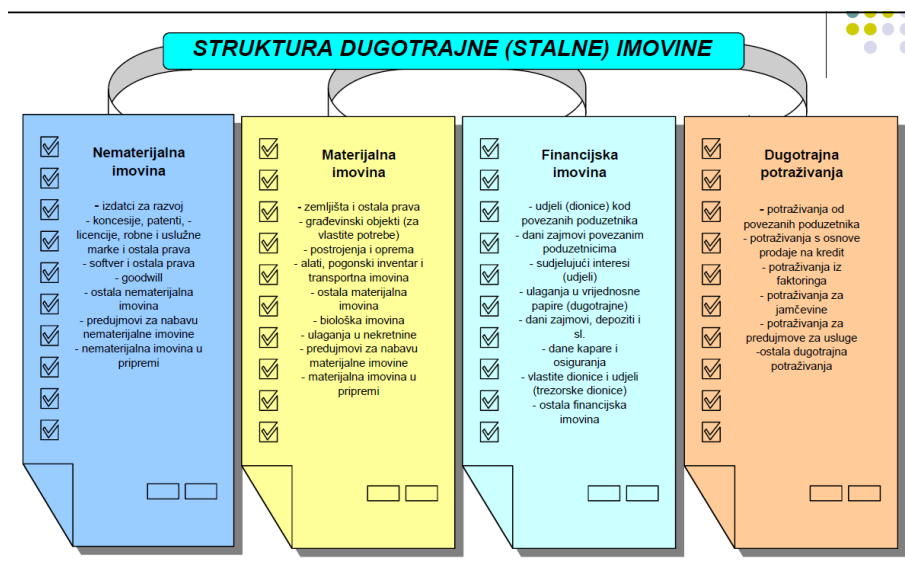 STRUKTURA DUGOTRAJNE (STALNE) IMOVINE
Nematerijalna
imovina
- izdatci za razvoj
- koncesije, patenti, -
licencije, robne i uslužne
marke i ostala prava
- softver i ostala prava
- goodwill
- ostala nematerijalna
imovina
- predujmovi za nabavu
nematerijalne imovine
- nematerijalna imovina u
pripremi
Materijalna
imovina
- zemljišta i ostala prava
- građevinski objekti (za
vlastite potrebe)
- postrojenja i oprema
- alati, pogonski inventar i
transportna imovina
- ostala materijalna
imovina
- biološka imovina
- ulaganja u nekretnine
- predujmovi za nabavu
materijalne imovine
- materijalna imovina u
pripremi
Financijska
imovina
- udjeli (dionice) kod
povezanih poduzetnika
- dani zajmovi povezanim
poduzetnicima
- sudjelujući interesi
(udjeli)
- ulaganja u vrijednosne
papire (dugotrajne)
- dani zajmovi, depoziti i
sl.
- dane kapare i
osiguranja
- vlastite dionice i udjeli
(trezorske dionice)
- ostala financijska
imovina
Dugotrajna
potraživanja
- potraživanja od
povezanih poduzetnika
- potraživanja s osnove
prodaje na kredit
- potraživanja iz
faktoringa
- potraživanja za
jamčevine
- potraživanja za
predujmove za usluge
-ostala dugotrajna
potraživanja